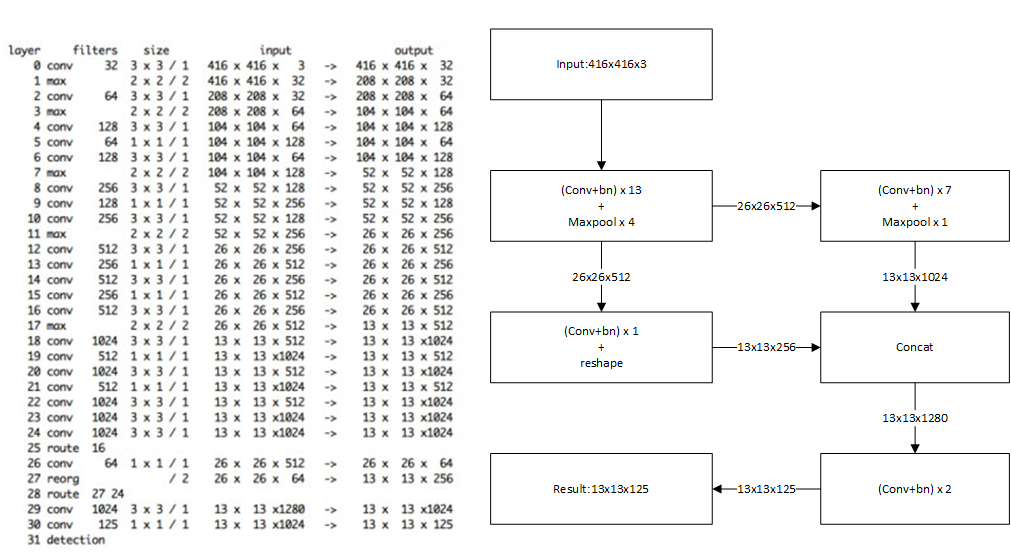 layer filters size input output
0 conv 32 3 x 3 / 1 416 x 416 x 3 -> 416 x 416 x 32
1 max 2 x 2 / 2 416 x 416 x 32 -> 208 x 208 x 32
2 conv 64 3 x 3 / 1 208 x 208 x 32 -> 208 x 208 x 64
3 max 2 x 2 / 2 208 x 208 x 64 -> 104 x 104 x 64
4 conv 128 3 x 3 / 1 104 x 104 x 64 -> 104 x 104 x 128
5 conv 64 1 x 1 / 1 104 x 104 x 128 -> 104 x 104 x 64
6 conv 128 3 x 3 / 1 104 x 104 x 64 -> 104 x 104 x 128
7 max 2 x 2 / 2 104 x 104 x 128 -> 52 x 52 x 128
8 conv 256 3 x 3 / 1 52 x 52 x 128 -> 52 x 52 x 256
9 conv 128 1 x 1 / 1 52 x 52 x 256 -> 52 x 52 x 128
10 conv 256 3 x 3 / 1 52 x 52 x 128 -> 52 x 52 x 256
11 max 2 x 2 / 2 52 x 52 x 256 -> 26 x 26 x 256
12 conv 512 3 x 3 / 1 26 x 26 x 256 -> 26 x 26 x 512
13 conv 256 1 x 1 / 1 26 x 26 x 512 -> 26 x 26 x 256
14 conv 512 3 x 3 / 1 26 x 26 x 256 -> 26 x 26 x 512
15 conv 256 1 x 1 / 1 26 x 26 x 512 -> 26 x 26 x 256
16 conv 512 3 x 3 / 1 26 x 26 x 256 -> 26 x 26 x 512
17 max 2 x 2 / 2 26 x 26 x 512 -> 13 x 13 x 512
18 conv 1024 3 x 3 / 1 13 x 13 x 512 -> 13 x 13 x1024
19 conv 512 1 x 1 / 1 13 x 13 x1024 -> 13 x 13 x 512
20 conv 1024 3 x 3 / 1 13 x 13 x 512 -> 13 x 13 x1024
21 conv 512 1 x 1 / 1 13 x 13 x1024 -> 13 x 13 x 512
22 conv 1024 3 x 3 / 1 13 x 13 x 512 -> 13 x 13 x1024
23 conv 1024 3 x 3 / 1 13 x 13 x1024 -> 13 x 13 x1024
24 conv 1024 3 x 3 / 1 13 x 13 x1024 -> 13 x 13 x1024
25 route 16
26 conv 64 1 x 1 / 1 26 x 26 x 512 -> 26 x 26 x 64
27 reorg / 2 26 x 26 x 64 -> 13 x 13 x 256
28 route 27 24
29 conv 1024 3 x 3 / 1 13 x 13 x1280 -> 13 x 13 x1024
30 conv 125 1 x 1 / 1 13 x 13 x1024 -> 13 x 13 x 125
31 detection
Input:416x416x3
(Conv+bn) x 13
+
Maxpool x 4
26x26x512
(Conv+bn) x 7
+
Maxpool x 1
26x26x512
13x13x1024
(Conv+bn) x 1
+
reshape
13x13x256
Concat
13x13x1280
Result:13x13x125
13x13x125
(Conv+bn) x 2